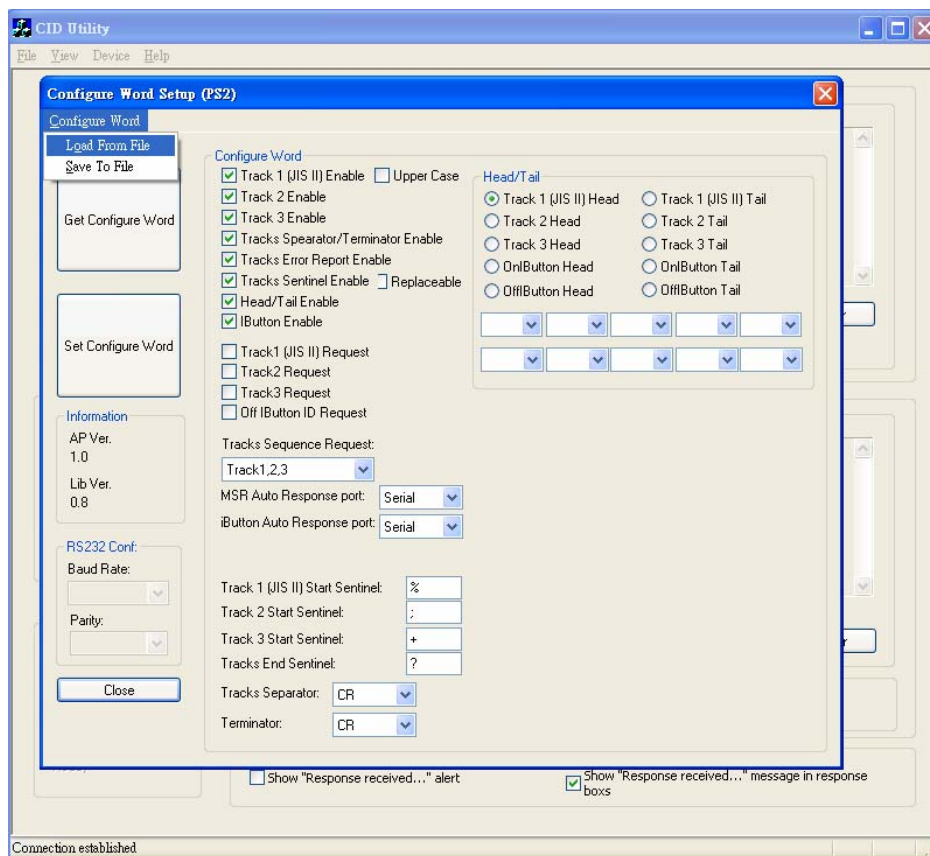 CID Utility
File View Device Help
Configure Word Setup (PS2)
Configure Word
Load From File
Save To File
Get Configure Word
Set Configure Word
Information
AP Ver.
1.0
Lib Ver.
0.8
RS232 Conf:
Baud Rate:
Parity:
Close
Configure Word
Track 1 (JIS II) Enable Upper Case
Track 2 Enable
Track 3 Enable
Tracks Spearator/Terminator Enable
Tracks Error Report Enable
Tracks Sentinel Enable Replaceable
Head/Tail Enable
IButton Enable
Track1 (JIS II) Request
Track2 Request
Track3 Request
Off IButton ID Request
Tracks Sequence Request:
Track1,2,3
MSR Auto Response port: Serial
iButton Auto Response port: Serial
Track 1 (JIS II) Start Sentinel: %
Track 2 Start Sentinel: ;
Track 3 Start Sentinel: +
Tracks End Sentinel: ?
Tracks Separator: CR
Terminator: CR
Head/Tail
Track 1 (JIS II) Head Track 1 (JIS II) Tail
Track 2 Head Track 2 Tail
Track 3 Head Track 3 Tail
OnIButton Head OnIButton Tail
OffIButton Head OffIButton Tail
Show "Response received..." alert
Show "Response received..." message in response
boxs
Connection established